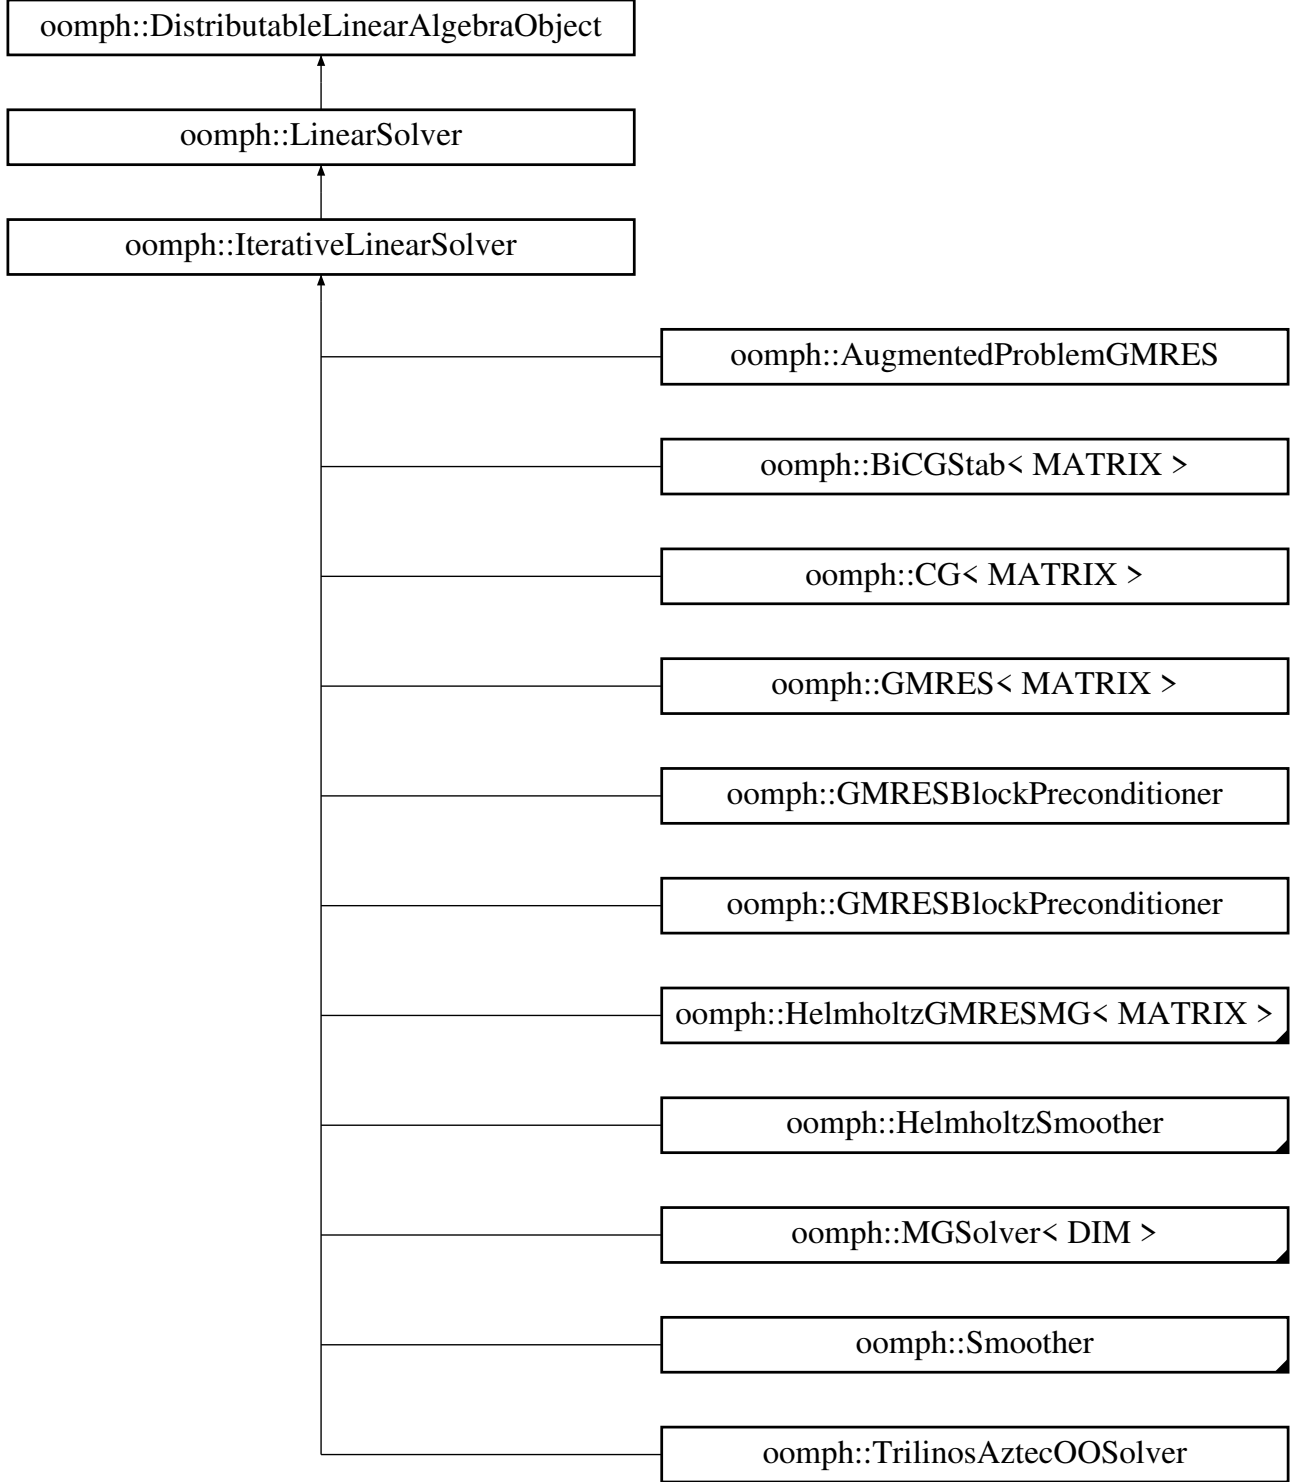 oomph::DistributableLinearAlgebraObject
oomph::LinearSolver
oomph::IterativeLinearSolver
oomph::AugmentedProblemGMRES
oomph::BiCGStab< MATRIX >
oomph::CG< MATRIX >
oomph::GMRES< MATRIX >
oomph::GMRESBlockPreconditioner
oomph::GMRESBlockPreconditioner
oomph::HelmholtzGMRESMG< MATRIX >
oomph::HelmholtzSmoother
oomph::MGSolver< DIM >
oomph::Smoother
oomph::TrilinosAztecOOSolver